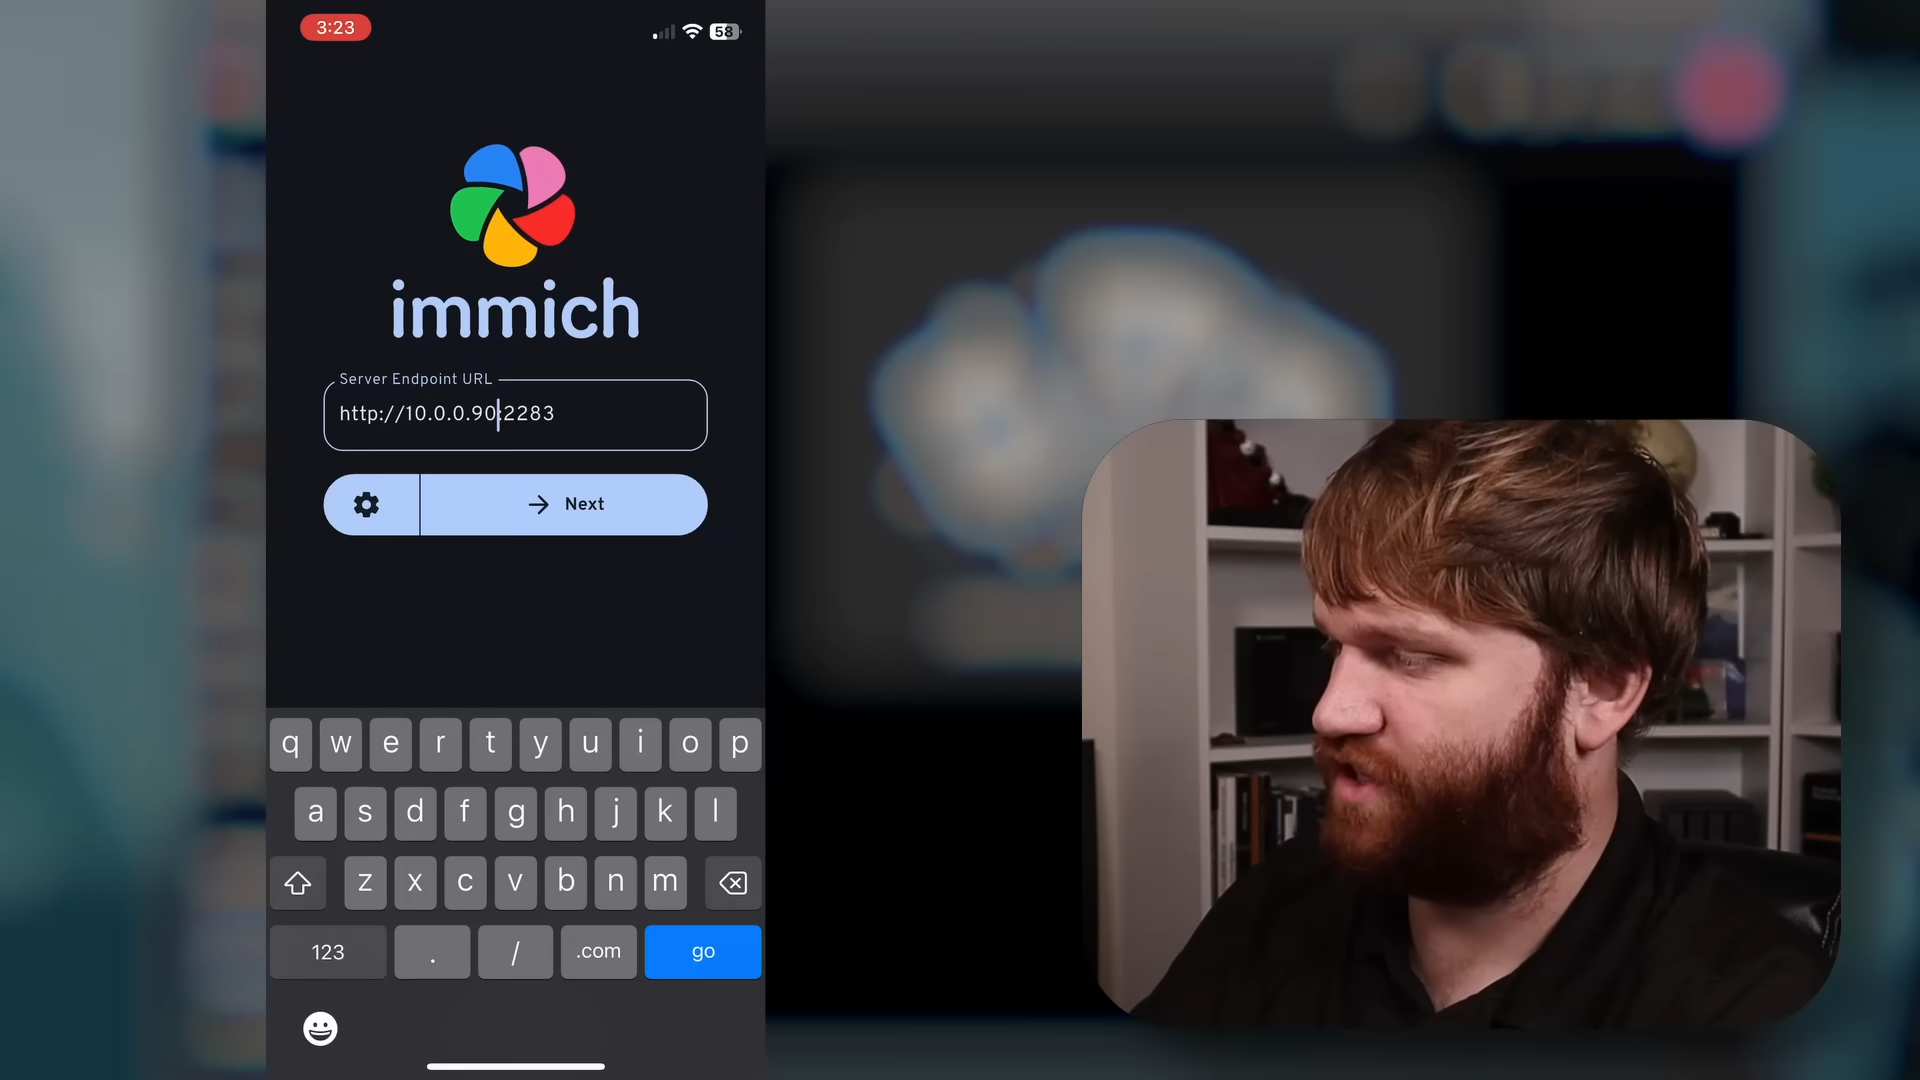 3:23
58
immich
Server Endpoint URL
http://10.0.0.90:2283
Next
q w e r t y u i o p
a s d f g h j k l
z x c v b n m
123 . / .com go